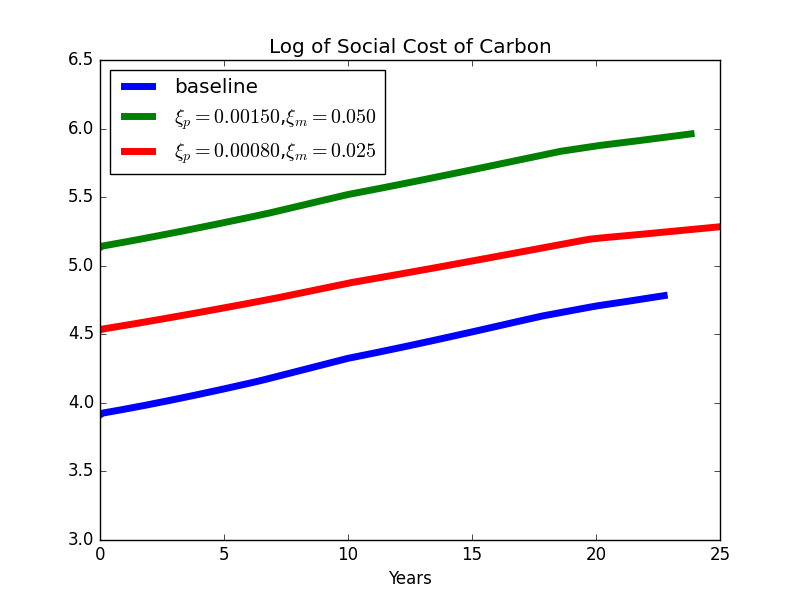 Log of Social Cost of Carbon
6.5
6.0
5.5
5.0
4.5
4.0
3.5
3.0
baseline
ξp = 0.00150,ξm = 0.050
ξp = 0.00080,ξm = 0.025
0 5 10 15 20 25
Years